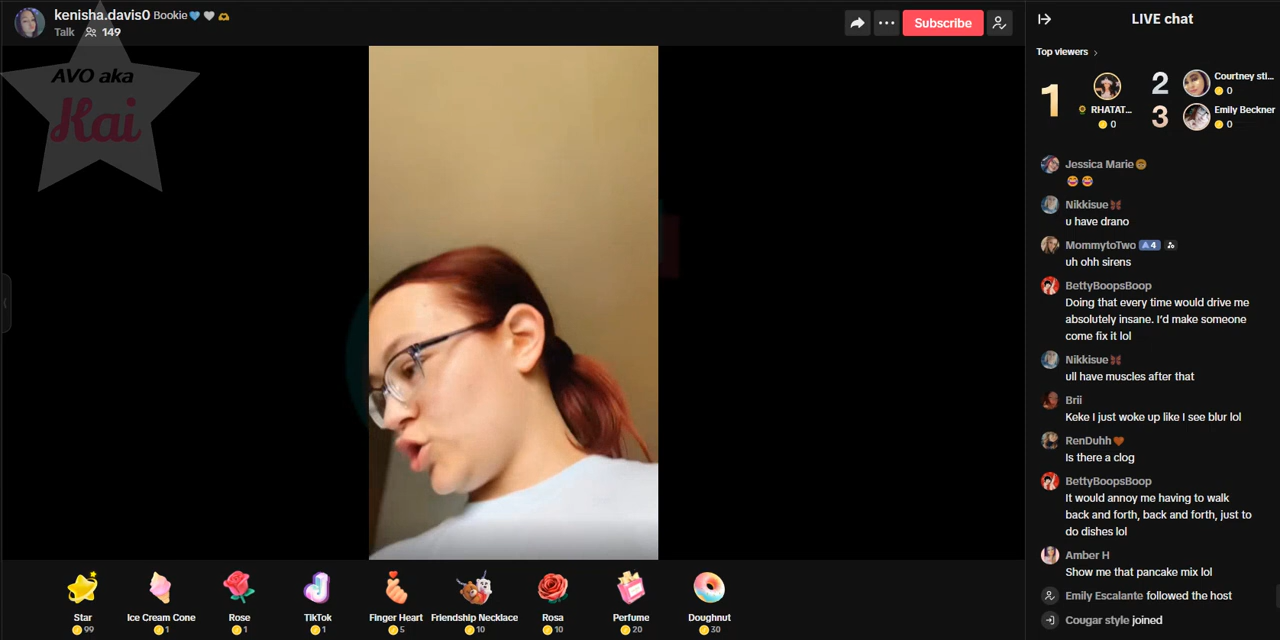 kenisha.davis0 Bookie
Talk 149
Subscribe
LIVE chat
AVO aka
Kai
Top viewers
1
RHATAT...
0
2
Courtney sti...
0
3
Emily Beckner
0
Jessica Marie
Nikkisue
u have drano
MommytoTwo 4
uh ohh sirens
BettyBoopsBoop
Doing that every time would drive me
absolutely insane. I'd make someone
come fix it lol
Nikkisue
ull have muscles after that
Brii
Keke I just woke up like I see blur lol
RenDuhh
Is there a clog
BettyBoopsBoop
It would annoy me having to walk
back and forth, back and forth, just to
do dishes lol
Amber H
Show me that pancake mix lol
Emily Escalante followed the host
Cougar style joined
Star
99
Ice Cream Cone
1
Rose
1
TikTok
1
Finger Heart
5
Friendship Necklace
10
Rosa
10
Perfume
20
Doughnut
30